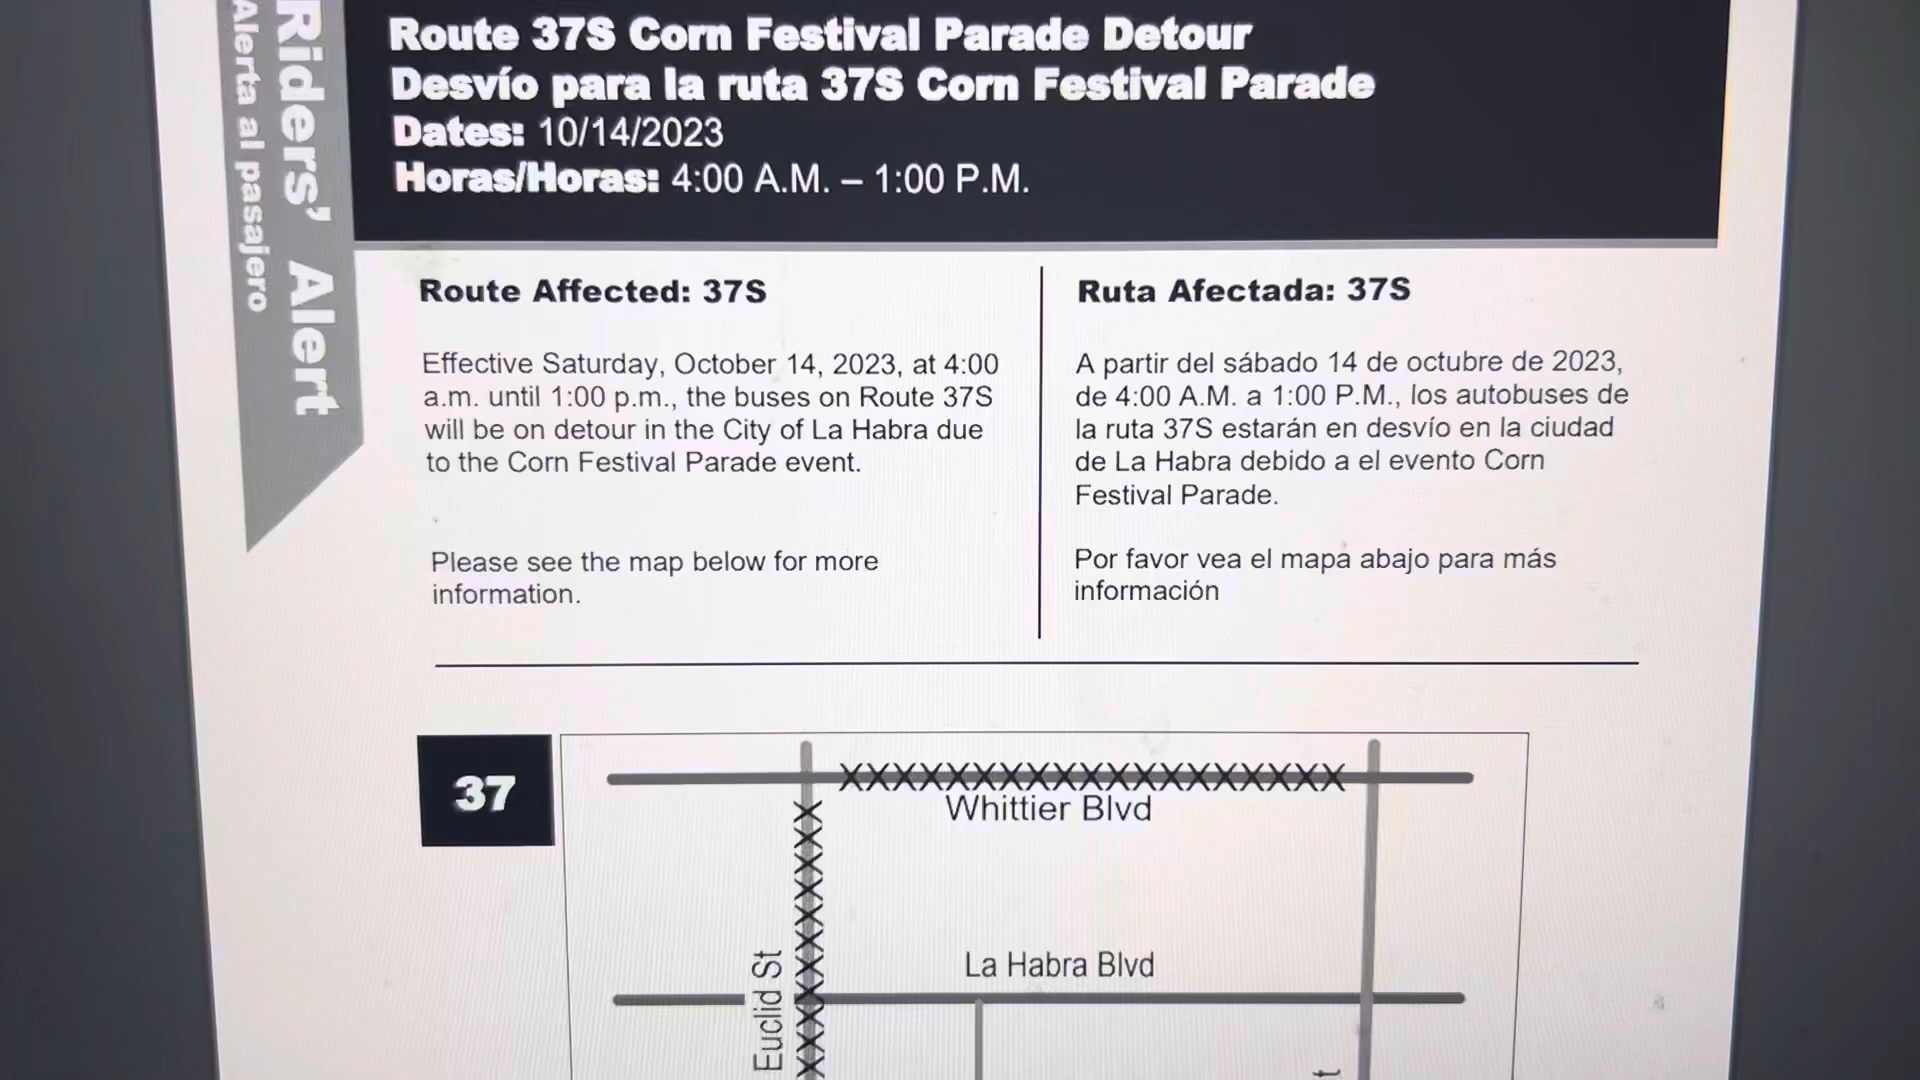 Riders' Alert
Alerta al pasajero
Route 37S Corn Festival Parade Detour
Desvío para la ruta 37S Corn Festival Parade
Dates: 10/14/2023
Horas/Horas: 4:00 A.M. – 1:00 P.M.
Route Affected: 37S
Effective Saturday, October 14, 2023, at 4:00
a.m. until 1:00 p.m., the buses on Route 37S
will be on detour in the City of La Habra due
to the Corn Festival Parade event.
Please see the map below for more
information.
Ruta Afectada: 37S
A partir del sábado 14 de octubre de 2023,
de 4:00 A.M. a 1:00 P.M., los autobuses de
la ruta 37S estarán en desvío en la ciudad
de La Habra debido a el evento Corn
Festival Parade.
Por favor vea el mapa abajo para más
información
37
XXXXXXXXXXXXXXXXXXX
Whittier Blvd
La Habra Blvd
Euclid St